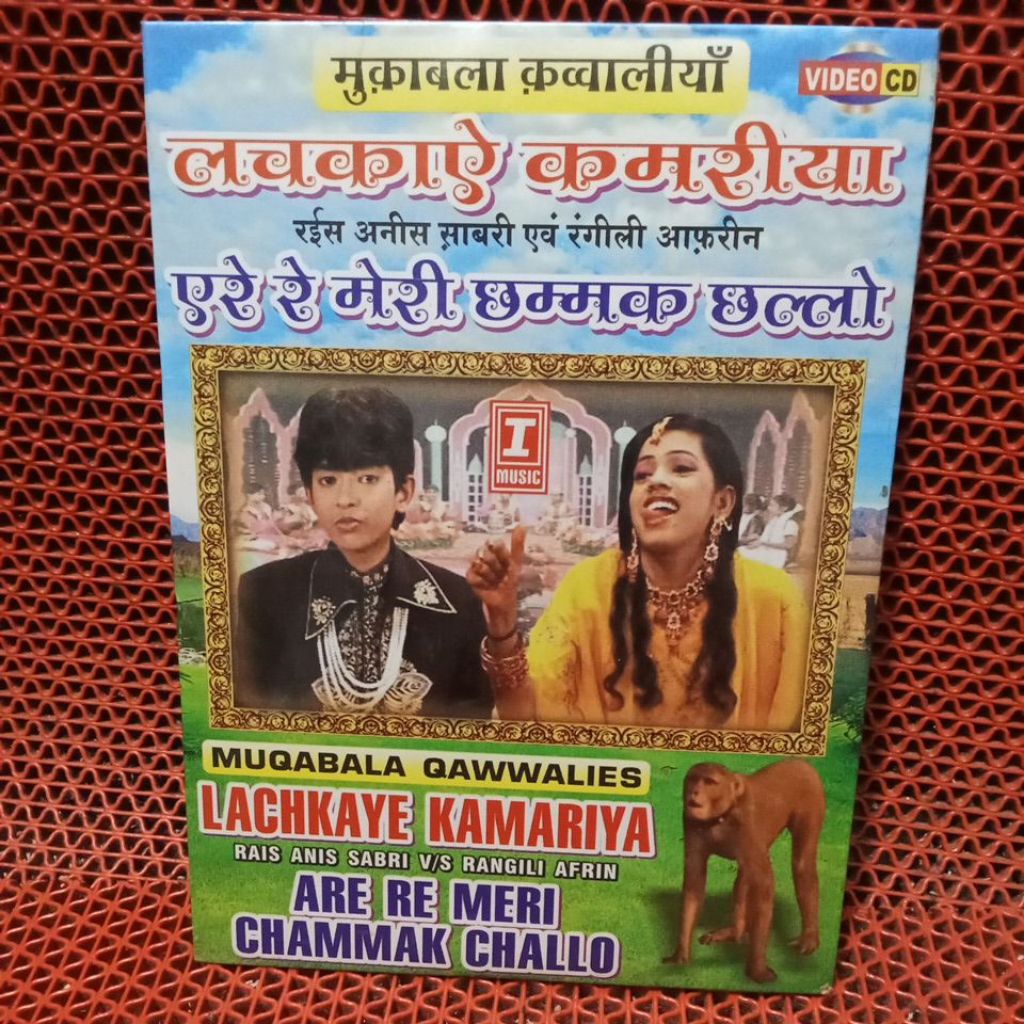 मुक़ाबला क़व्वालीयाँ
VIDEO CD
लचकाऐ कमरीया
रईस अनीस स़ाबरी एवं रंगीली आफ़रीन
एरे रे मेरी छम्मक छल्लो
I
MUSIC
MUQABALA QAWWALIES
LACHKAYE KAMARIYA
RAIS ANIS SABRI V/S RANGILI AFRIN
ARE RE MERI
CHAMMAK CHALLO